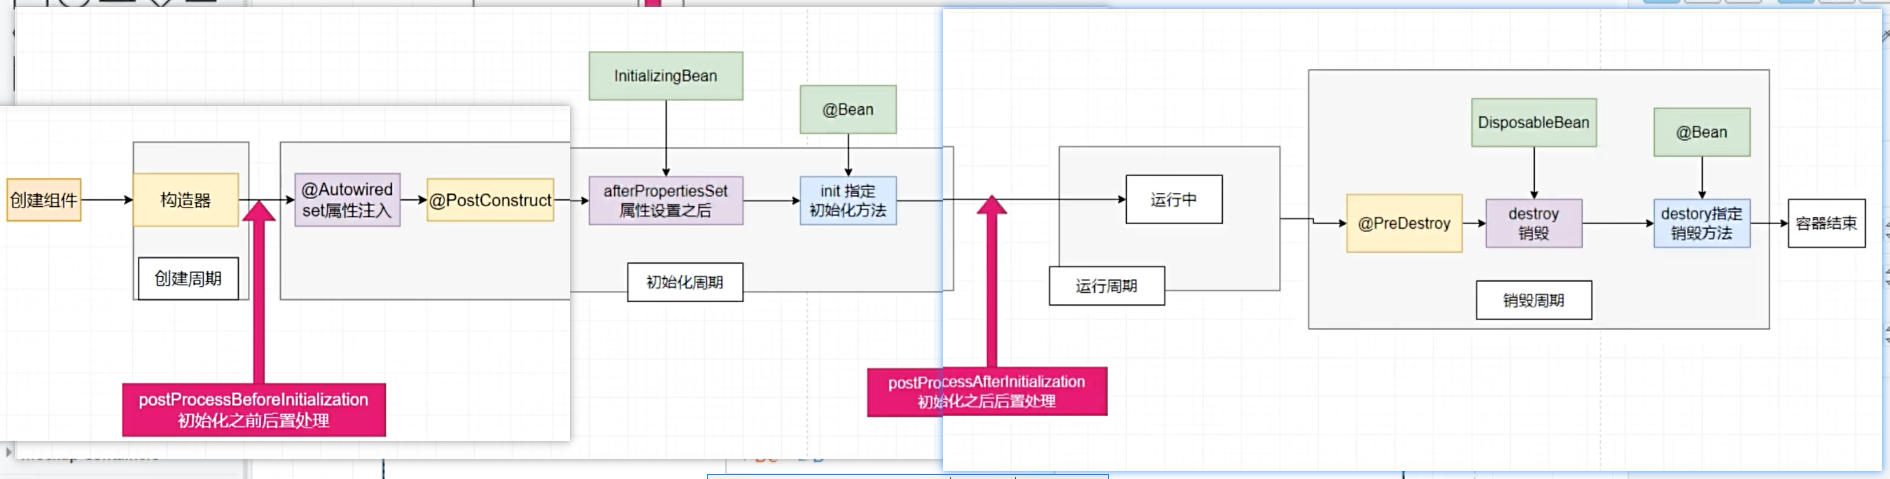 InitializingBean
@Bean
创建组件
构造器
@Autowired
set属性注入
@PostConstruct
afterPropertiesSet
属性设置之后
init 指定
初始化方法
创建周期
初始化周期
postProcessBeforeInitialization
初始化之前后置处理
postProcessAfterInitialization
初始化之后后置处理
运行中
运行周期
DisposableBean
@Bean
@PreDestroy
destroy
销毁
destory指定
销毁方法
容器结束
销毁周期